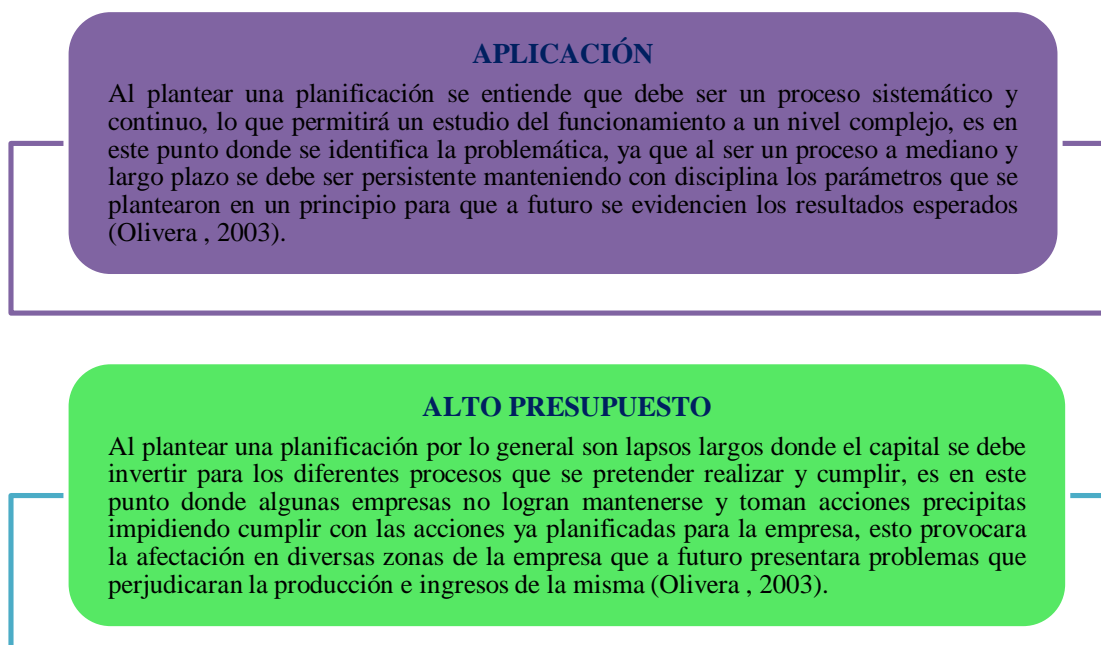 APLICACIÓN
Al plantear una planificación se entiende que debe ser un proceso sistemático y
continuo, lo que permitirá un estudio del funcionamiento a un nivel complejo, es en
este punto donde se identifica la problemática, ya que al ser un proceso a mediano y
largo plazo se debe ser persistente manteniendo con disciplina los parámetros que se
plantearon en un principio para que a futuro se evidencien los resultados esperados
(Olivera , 2003).
ALTO PRESUPUESTO
Al plantear una planificación por lo general son lapsos largos donde el capital se debe
invertir para los diferentes procesos que se pretender realizar y cumplir, es en este
punto donde algunas empresas no logran mantenerse y toman acciones precipitas
impidiendo cumplir con las acciones ya planificadas para la empresa, esto provocara
la afectación en diversas zonas de la empresa que a futuro presentara problemas que
perjudicaran la producción e ingresos de la misma (Olivera , 2003).